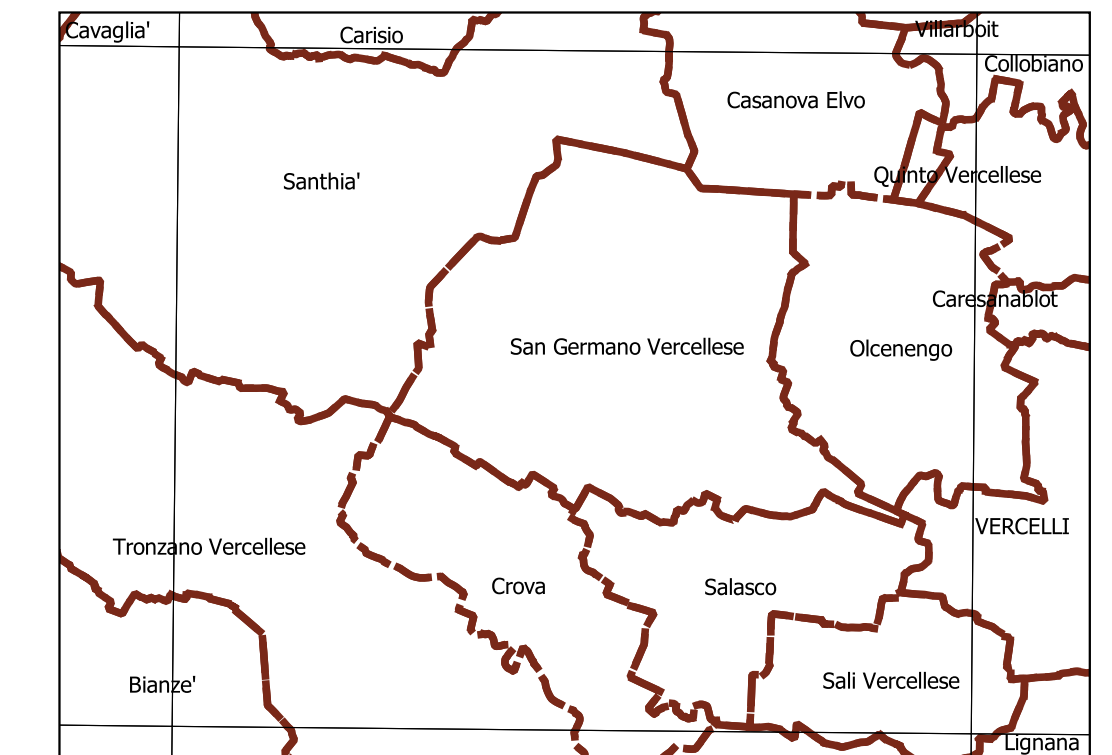 Cavaglia'
Carisio
Villarboit
Collobiano
Casanova Elvo
Quinto Vercellese
Santhia'
Caresanablot
San Germano Vercellese
Olcenengo
VERCELLI
Tronzano Vercellese
Crova
Salasco
Bianze'
Sali Vercellese
Lignana